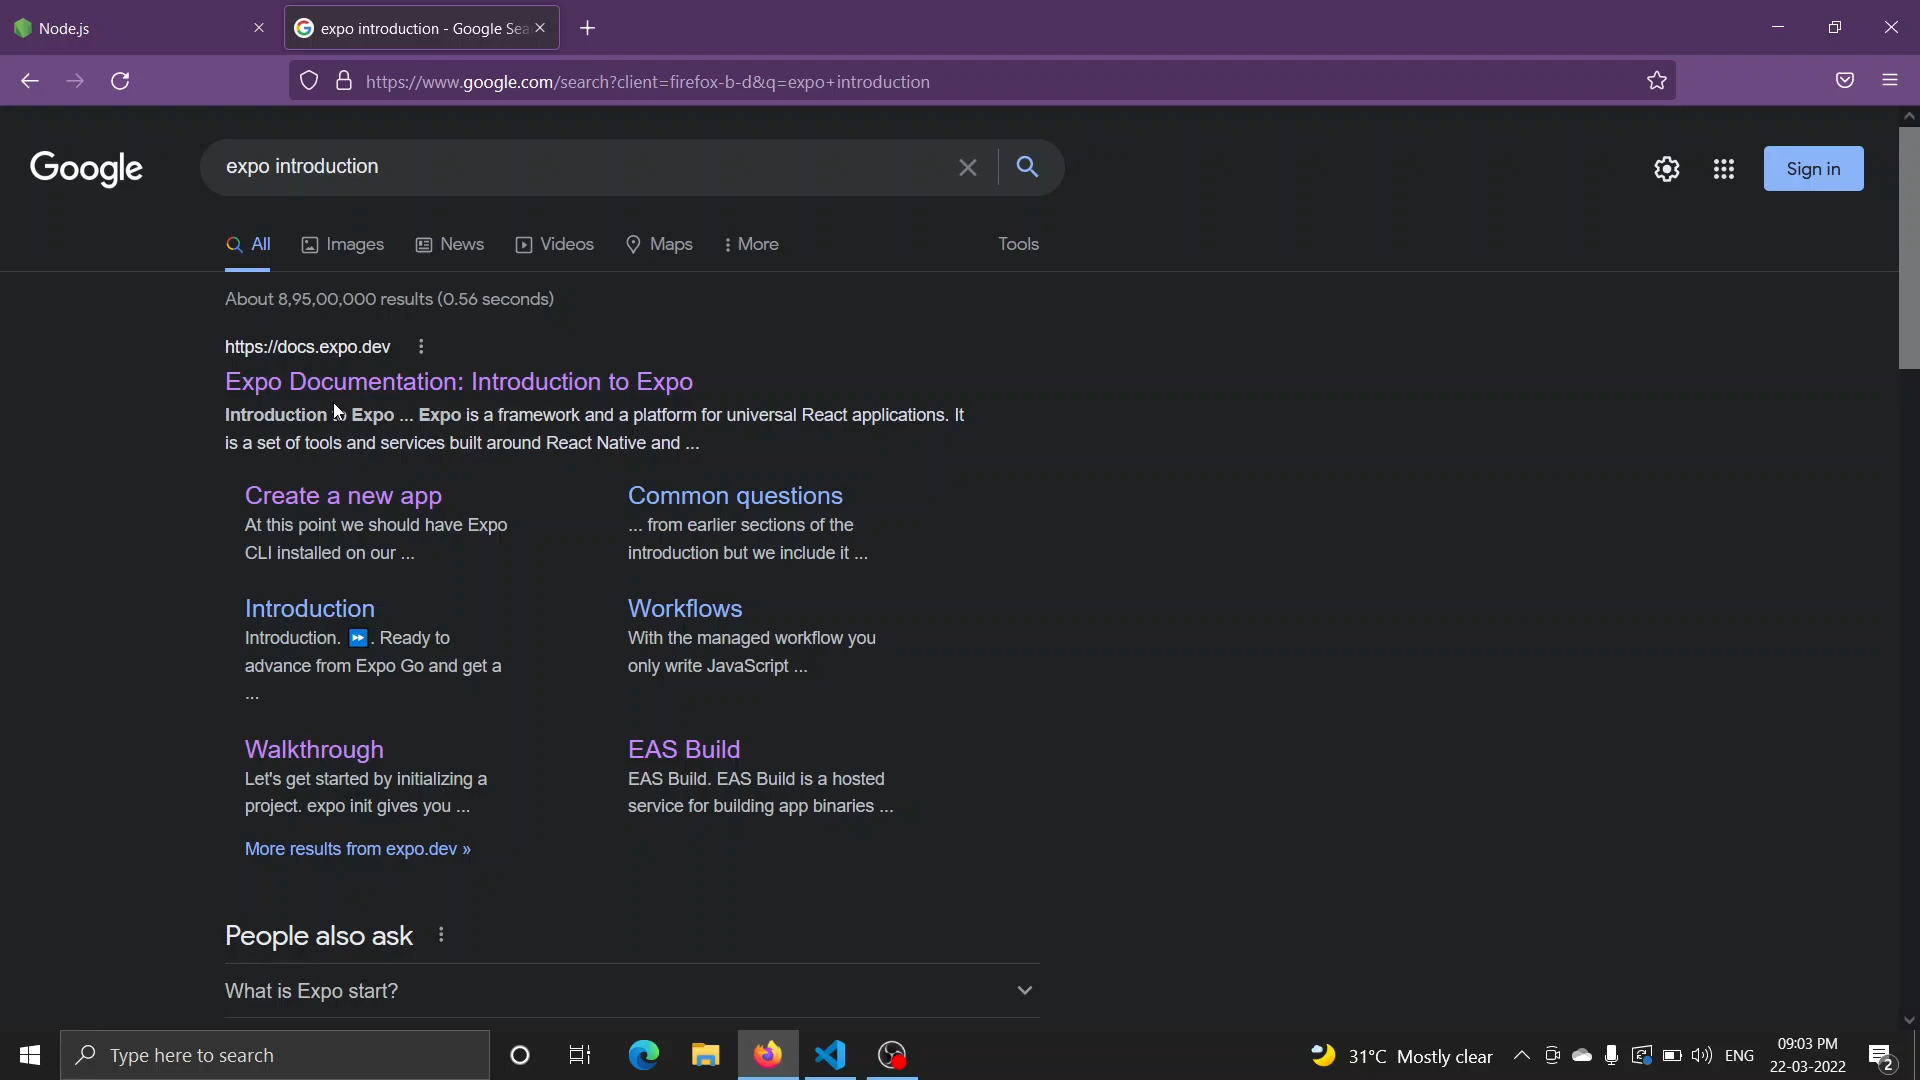 Node.js
expo introduction - Google Sea
https://www.google.com/search?client=firefox-b-d&q=expo+introduction
Google
expo introduction
Sign in
All
Images
News
Videos
Maps
More
Tools
About 8,95,00,000 results (0.56 seconds)
https://docs.expo.dev
Expo Documentation: Introduction to Expo
Introduction to Expo ... Expo is a framework and a platform for universal React applications. It
is a set of tools and services built around React Native and ...
Create a new app
At this point we should have Expo
CLI installed on our ...
Common questions
... from earlier sections of the
introduction but we include it ...
Introduction
Introduction. ⏩. Ready to
advance from Expo Go and get a
...
Workflows
With the managed workflow you
only write JavaScript ...
Walkthrough
Let's get started by initializing a
project. expo init gives you ...
EAS Build
EAS Build. EAS Build is a hosted
service for building app binaries ...
More results from expo.dev »
People also ask
What is Expo start?
Type here to search
31°C Mostly clear
ENG
09:03 PM
22-03-2022
2